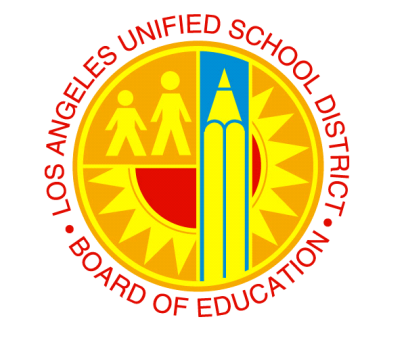 LOS ANGELES UNIFIED SCHOOL DISTRICT
• BOARD OF EDUCATION •